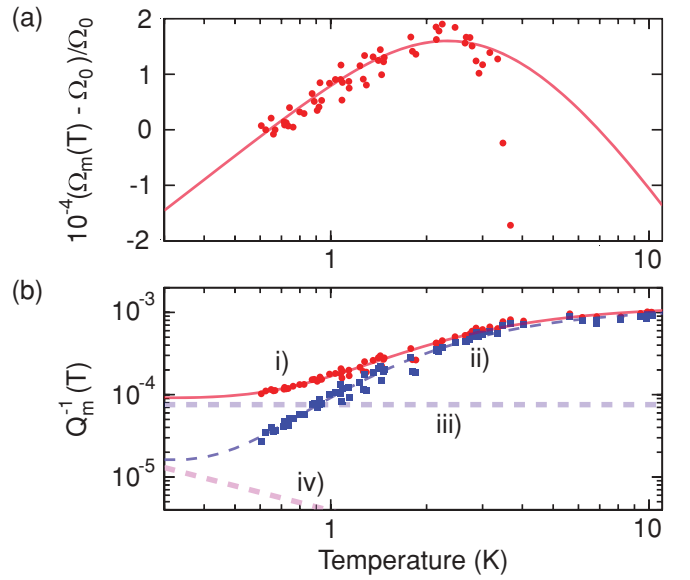 (a)
10⁻⁴(Ωₘ(T) - Ω₀)/Ω₀
2
1
0
-1
-2
1
10
(b)
Qₘ⁻¹(T)
10⁻³
10⁻⁴
10⁻⁵
i)
ii)
iii)
iv)
1
10
Temperature (K)